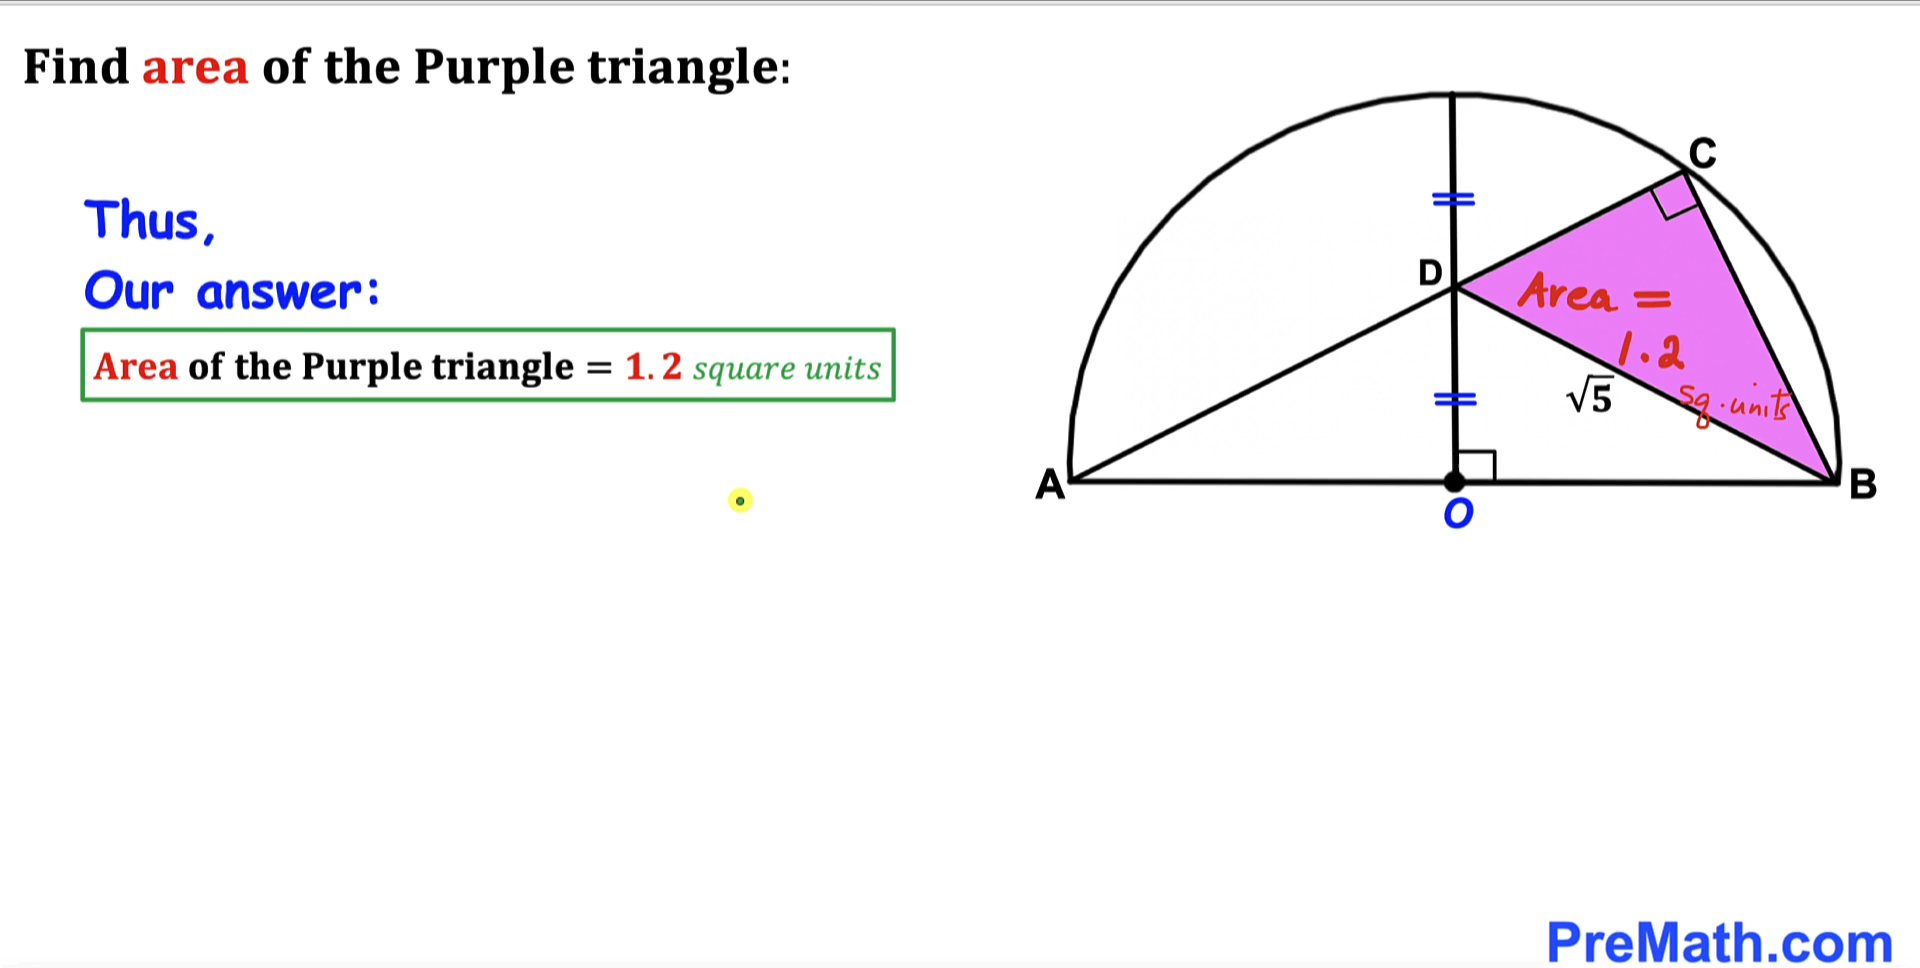 Find area of the Purple triangle:
C
Thus,
D
Our answer:
Area =
1.2
Area of the Purple triangle = 1.2 square units
√5
sq. units
A
B
O
PreMath.com